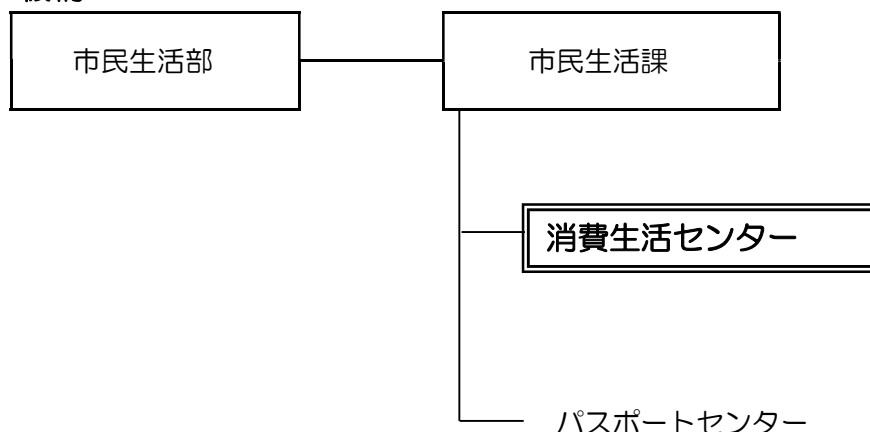 市民生活部
市民生活課
消費生活センター
パスポートセンター